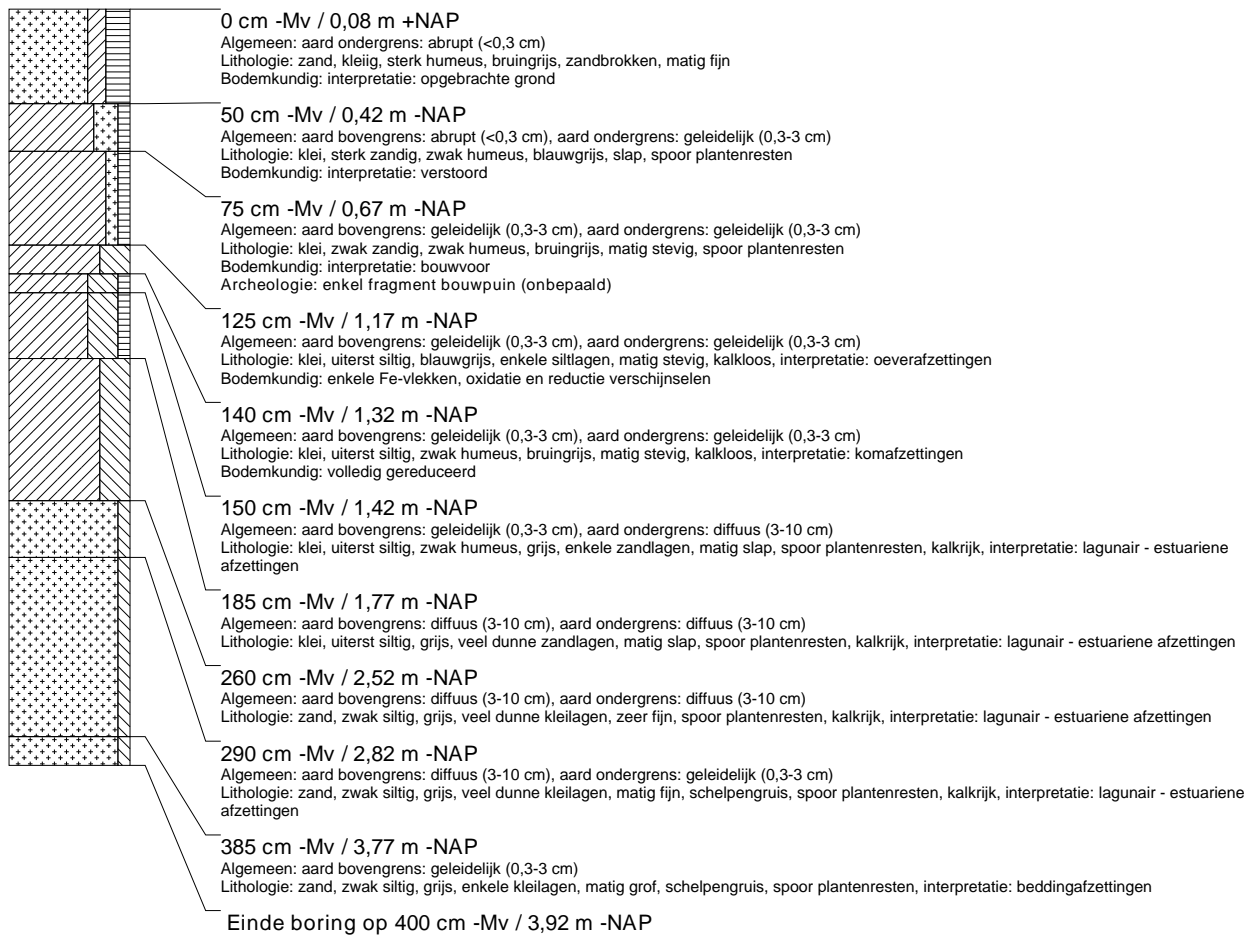 0 cm -Mv / 0,08 m +NAP
Algemeen: aard ondergrens: abrupt (<0,3 cm)
Lithologie: zand, kleiig, sterk humeus, bruingrijs, zandbrokken, matig fijn
Bodemkundig: interpretatie: opgebrachte grond
50 cm -Mv / 0,42 m -NAP
Algemeen: aard bovengrens: abrupt (<0,3 cm), aard ondergrens: geleidelijk (0,3-3 cm)
Lithologie: klei, sterk zandig, zwak humeus, blauwgrijs, slap, spoor plantenresten
Bodemkundig: interpretatie: verstoord
75 cm -Mv / 0,67 m -NAP
Algemeen: aard bovengrens: geleidelijk (0,3-3 cm), aard ondergrens: geleidelijk (0,3-3 cm)
Lithologie: klei, zwak zandig, zwak humeus, bruingrijs, matig stevig, spoor plantenresten
Bodemkundig: interpretatie: bouwvoor
Archeologie: enkel fragment bouwpuin (onbepaald)
125 cm -Mv / 1,17 m -NAP
Algemeen: aard bovengrens: geleidelijk (0,3-3 cm), aard ondergrens: geleidelijk (0,3-3 cm)
Lithologie: klei, uiterst siltig, blauwgrijs, enkele siltlagen, matig stevig, kalkloos, interpretatie: oeverafzettingen
Bodemkundig: enkele Fe-vlekken, oxidatie en reductie verschijnselen
140 cm -Mv / 1,32 m -NAP
Algemeen: aard bovengrens: geleidelijk (0,3-3 cm), aard ondergrens: geleidelijk (0,3-3 cm)
Lithologie: klei, uiterst siltig, zwak humeus, bruingrijs, matig stevig, kalkloos, interpretatie: komafzettingen
Bodemkundig: volledig gereduceerd
150 cm -Mv / 1,42 m -NAP
Algemeen: aard bovengrens: geleidelijk (0,3-3 cm), aard ondergrens: diffuus (3-10 cm)
Lithologie: klei, uiterst siltig, zwak humeus, grijs, enkele zandlagen, matig slap, spoor plantenresten, kalkrijk, interpretatie: lagunair - estuariene
afzettingen
185 cm -Mv / 1,77 m -NAP
Algemeen: aard bovengrens: diffuus (3-10 cm), aard ondergrens: diffuus (3-10 cm)
Lithologie: klei, uiterst siltig, grijs, veel dunne zandlagen, matig slap, spoor plantenresten, kalkrijk, interpretatie: lagunair - estuariene afzettingen
260 cm -Mv / 2,52 m -NAP
Algemeen: aard bovengrens: diffuus (3-10 cm), aard ondergrens: diffuus (3-10 cm)
Lithologie: zand, zwak siltig, grijs, veel dunne kleilagen, zeer fijn, spoor plantenresten, kalkrijk, interpretatie: lagunair - estuariene afzettingen
290 cm -Mv / 2,82 m -NAP
Algemeen: aard bovengrens: diffuus (3-10 cm), aard ondergrens: geleidelijk (0,3-3 cm)
Lithologie: zand, zwak siltig, grijs, veel dunne kleilagen, matig fijn, schelpengruis, spoor plantenresten, kalkrijk, interpretatie: lagunair - estuariene
afzettingen
385 cm -Mv / 3,77 m -NAP
Algemeen: aard bovengrens: geleidelijk (0,3-3 cm)
Lithologie: zand, zwak siltig, grijs, enkele kleilagen, matig grof, schelpengruis, spoor plantenresten, interpretatie: beddingafzettingen
Einde boring op 400 cm -Mv / 3,92 m -NAP